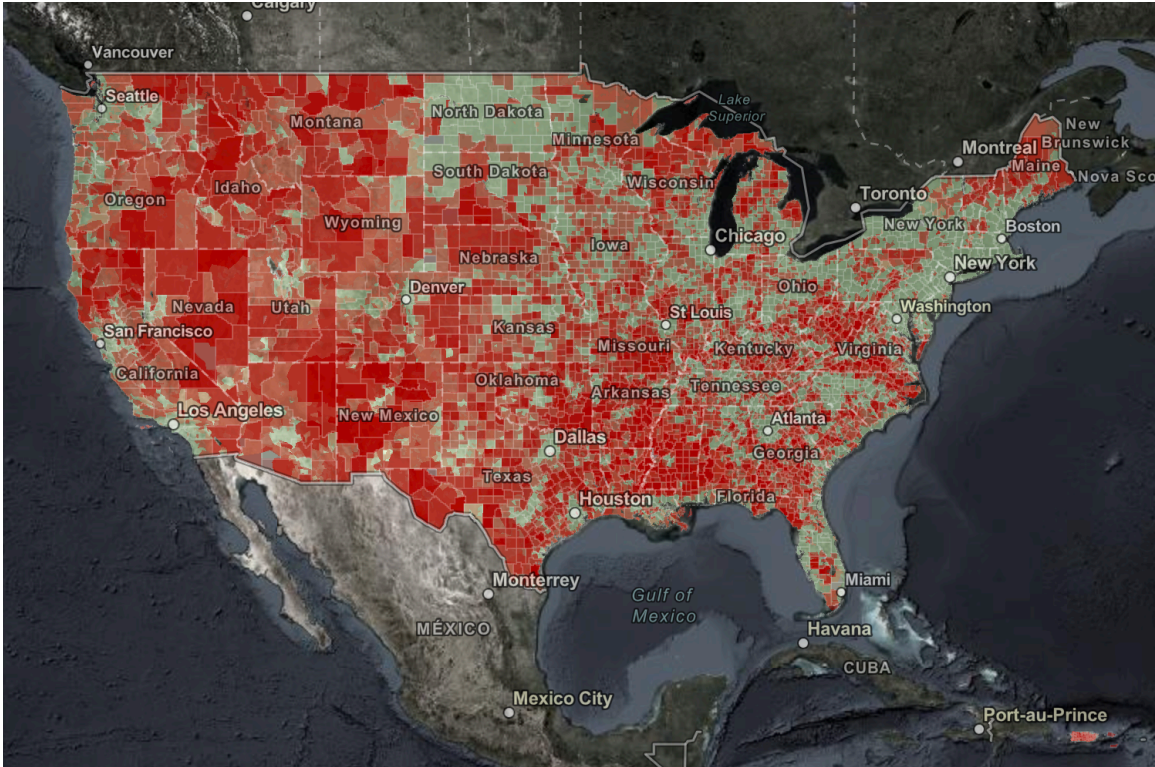 Calgary
Vancouver
Seattle
Montana
North Dakota
Minnesota
Lake
Superior
Montreal
New
Brunswick
Maine
Nova Sco
Oregon
Idaho
South Dakota
Wisconsin
Toronto
Wyoming
New York
Boston
Nebraska
Iowa
Chicago
New York
Nevada
Utah
Denver
Ohio
Washington
San Francisco
Kansas
St Louis
Missouri
Kentucky
Virginia
California
Oklahoma
Arkansas
Tennessee
Los Angeles
New Mexico
Atlanta
Dallas
Georgia
Texas
Houston
Florida
Monterrey
Miami
Gulf of
Mexico
MÉXICO
Havana
CUBA
Mexico City
Port-au-Prince